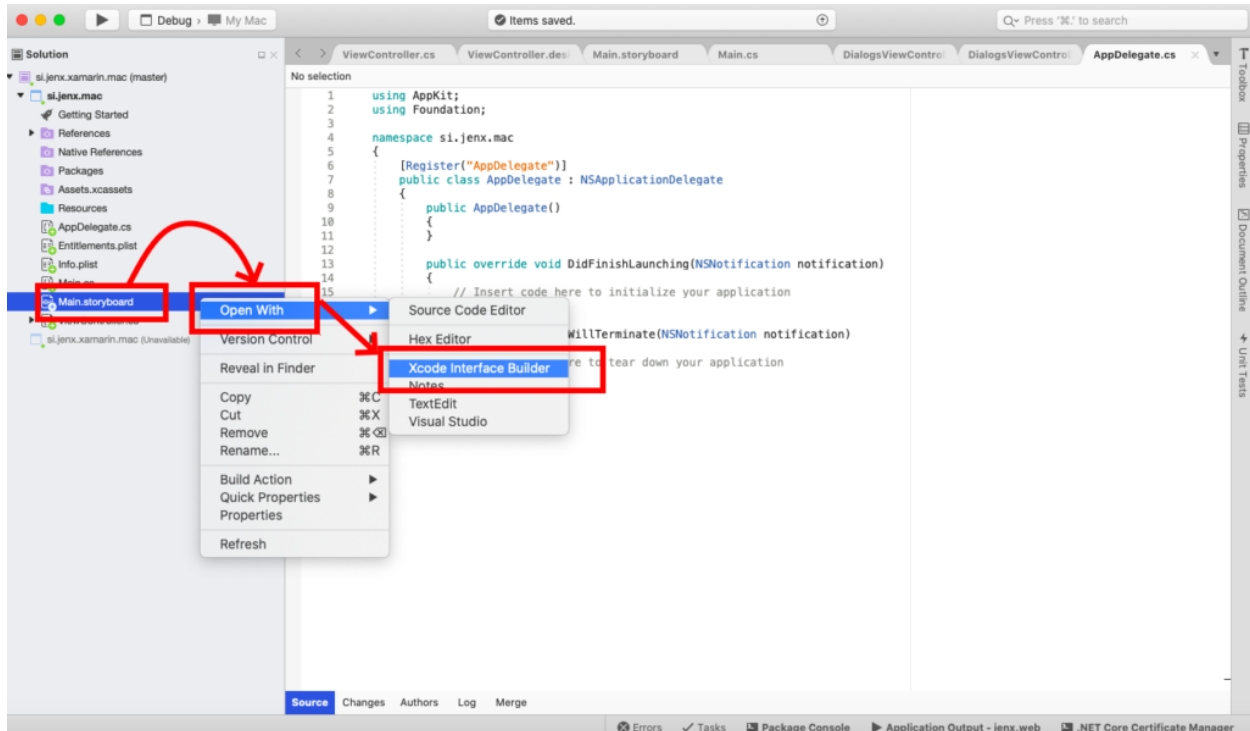 Debug › My Mac
Items saved.
Press '⌘.' to search
Solution
ViewController.cs
ViewController.des
Main.storyboard
Main.cs
DialogsViewControl
DialogsViewControl
AppDelegate.cs
si.jenx.xamarin.mac (master)
si.jenx.mac
Getting Started
References
Native References
Packages
Assets.xcassets
Resources
AppDelegate.cs
Entitlements.plist
Info.plist
Main.storyboard
si.jenx.xamarin.mac (Unavailable)
No selection
1 using AppKit;
2 using Foundation;
3
4 namespace si.jenx.mac
5 {
6 [Register("AppDelegate")]
7 public class AppDelegate : NSApplicationDelegate
8 {
9 public AppDelegate()
10 {
11 }
12
13 public override void DidFinishLaunching(NSNotification notification)
14 {
15 // Insert code here to initialize your application
WillTerminate(NSNotification notification)
re to tear down your application
Open With
Version Control
Reveal in Finder
Copy ⌘C
Cut ⌘X
Remove ⌘⌫
Rename... ⌘R
Build Action
Quick Properties
Properties
Refresh
Source Code Editor
Hex Editor
Xcode Interface Builder
Notes
TextEdit
Visual Studio
Toolbox
Properties
Document Outline
Unit Tests
Source Changes Authors Log Merge
Errors Tasks Package Console Application Output - jenx.web .NET Core Certificate Manager